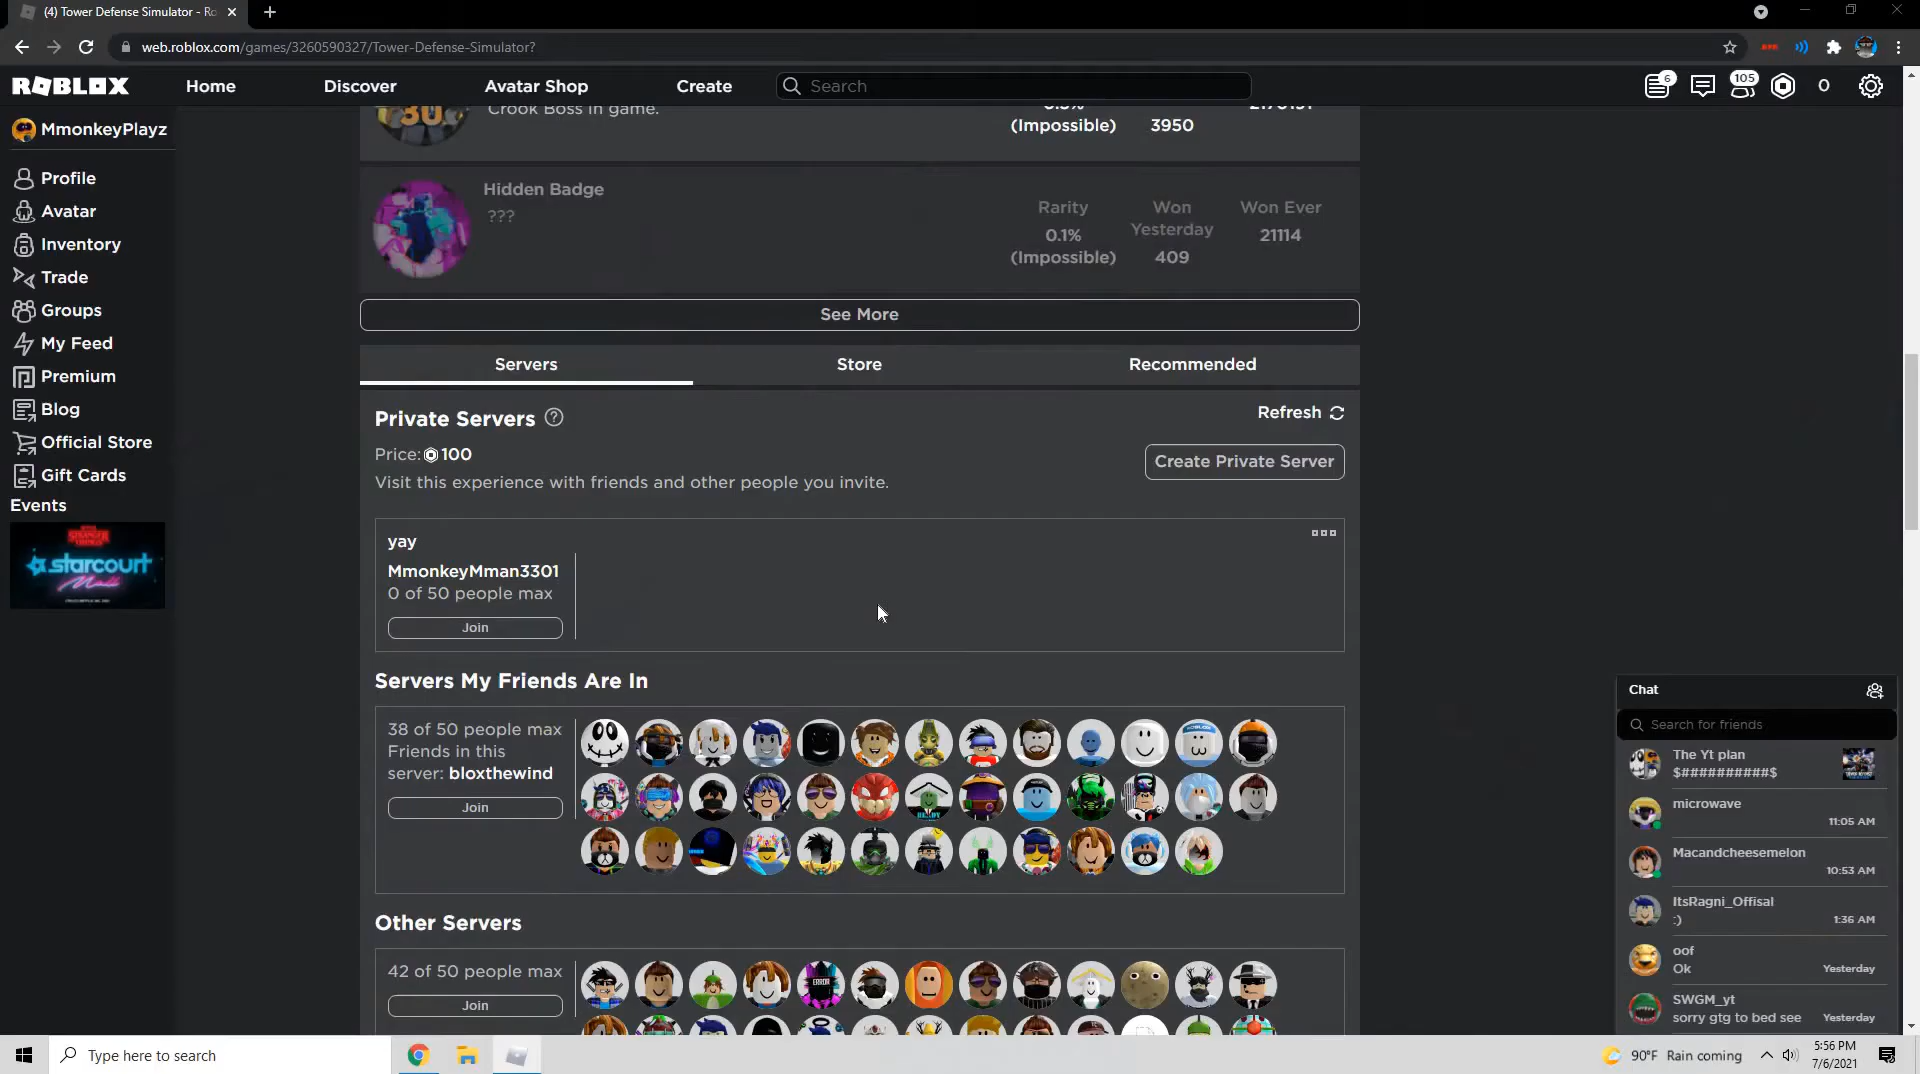 (4) Tower Defense Simulator - Ro
web.roblox.com/games/3260590327/Tower-Defense-Simulator?
ROBLOX
Home
Discover
Avatar Shop
Create
Search
6
105
0
MmonkeyPlayz
Profile
Avatar
Inventory
Trade
Groups
My Feed
Premium
Blog
Official Store
Gift Cards
Events
STRANGER THINGS
starcourt
Mall
30
Crook Boss in game.
(Impossible)
3950
Hidden Badge
???
Rarity
0.1%
(Impossible)
Won
Yesterday
409
Won Ever
21114
See More
Servers
Store
Recommended
Private Servers
Refresh
Price: 100
Create Private Server
Visit this experience with friends and other people you invite.
yay
MmonkeyMman3301
0 of 50 people max
Join
Servers My Friends Are In
38 of 50 people max
Friends in this
server: bloxthewind
Join
Other Servers
42 of 50 people max
Join
ERROR
Chat
Search for friends
The Yt plan
$##########$
microwave
11:05 AM
Macandcheesemelon
10:53 AM
ItsRagni_Offisal
:)
1:36 AM
oof
Ok
Yesterday
SWGM_yt
sorry gtg to bed see
Yesterday
Type here to search
90°F Rain coming
5:56 PM
7/6/2021